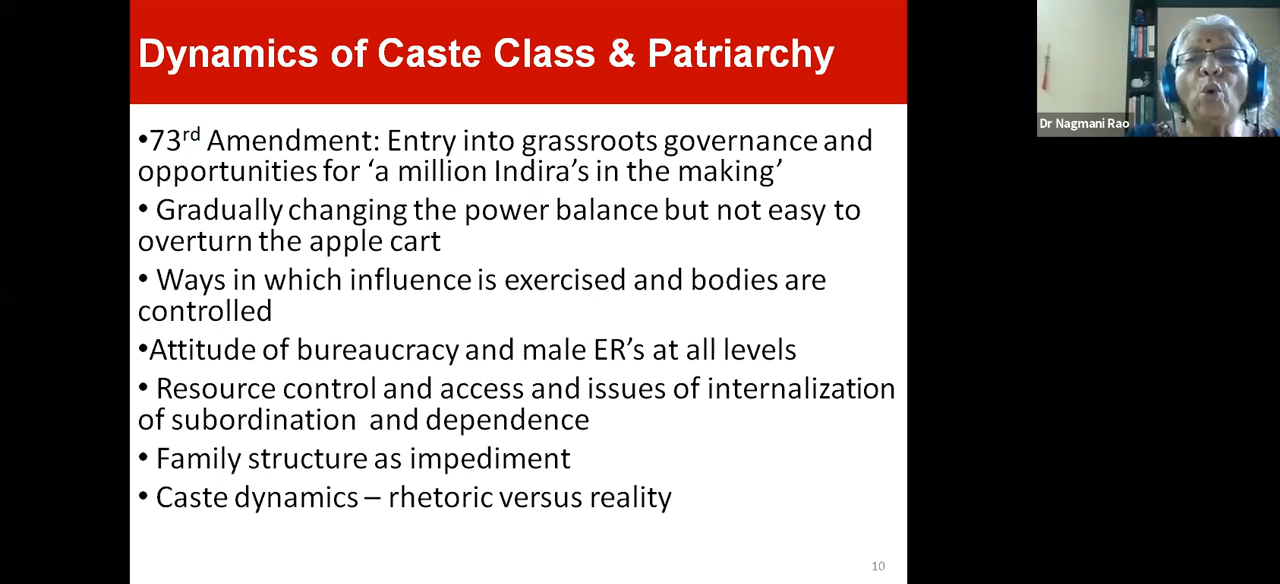 Dynamics of Caste Class & Patriarchy
Dr Nagmani Rao
•73rd Amendment: Entry into grassroots governance and
opportunities for ‘a million Indira’s in the making’
• Gradually changing the power balance but not easy to
overturn the apple cart
• Ways in which influence is exercised and bodies are
controlled
•Attitude of bureaucracy and male ER’s at all levels
• Resource control and access and issues of internalization
of subordination and dependence
• Family structure as impediment
• Caste dynamics – rhetoric versus reality
10